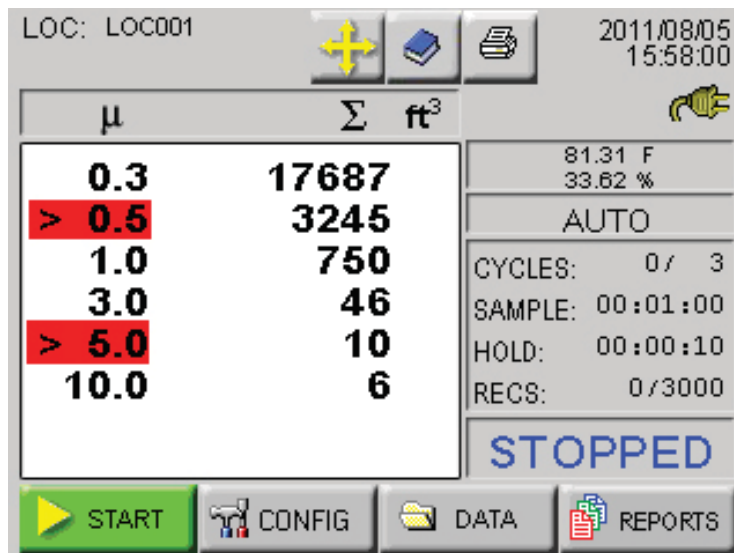 LOC: LOC001
2011/08/05
15:58:00
μ Σ ft³
81.31 F
33.62 %
0.3 17687
> 0.5 3245
1.0 750
3.0 46
> 5.0 10
10.0 6
AUTO
CYCLES: 0/ 3
SAMPLE: 00:01:00
HOLD: 00:00:10
RECS: 0/3000
STOPPED
START
CONFIG
DATA
REPORTS